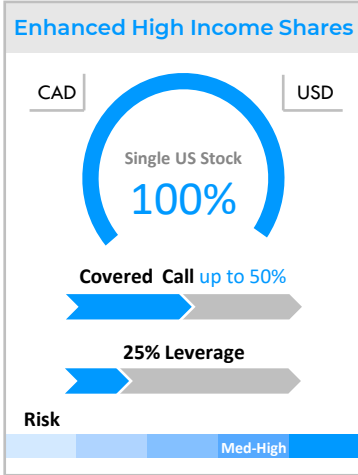 Enhanced High Income Shares
CAD
USD
Single US Stock
100%
Covered Call up to 50%
25% Leverage
Risk
Med-High